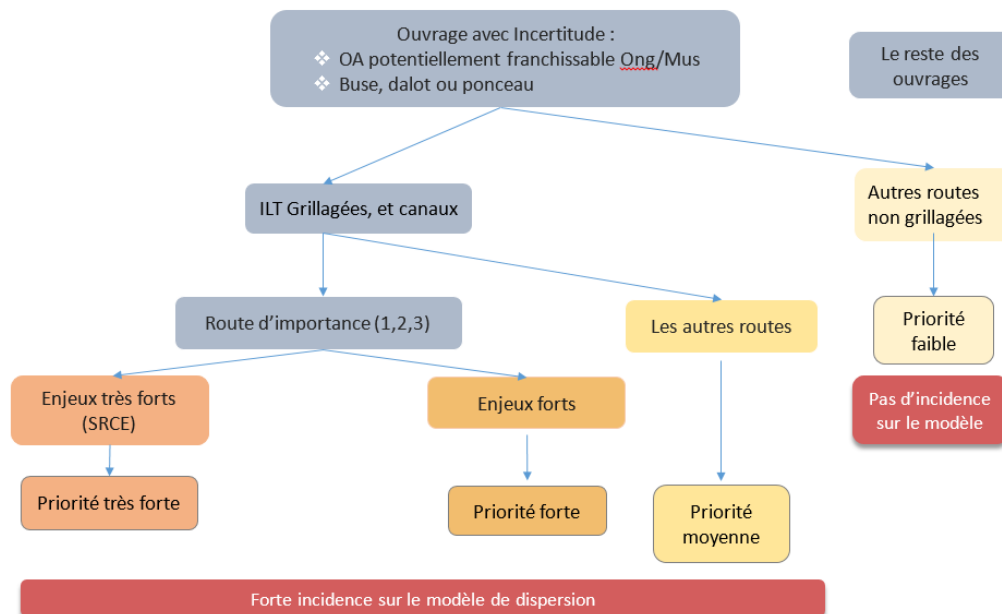 Ouvrage avec Incertitude :
❖ OA potentiellement franchissable Ong/Mus
❖ Buse, dalot ou ponceau
Le reste des
ouvrages
ILT Grillagées, et canaux
Autres routes
non grillagées
Route d’importance (1,2,3)
Les autres routes
Priorité
faible
Enjeux très forts
(SRCE)
Enjeux forts
Pas d’incidence
sur le modèle
Priorité très forte
Priorité forte
Priorité
moyenne
Forte incidence sur le modèle de dispersion